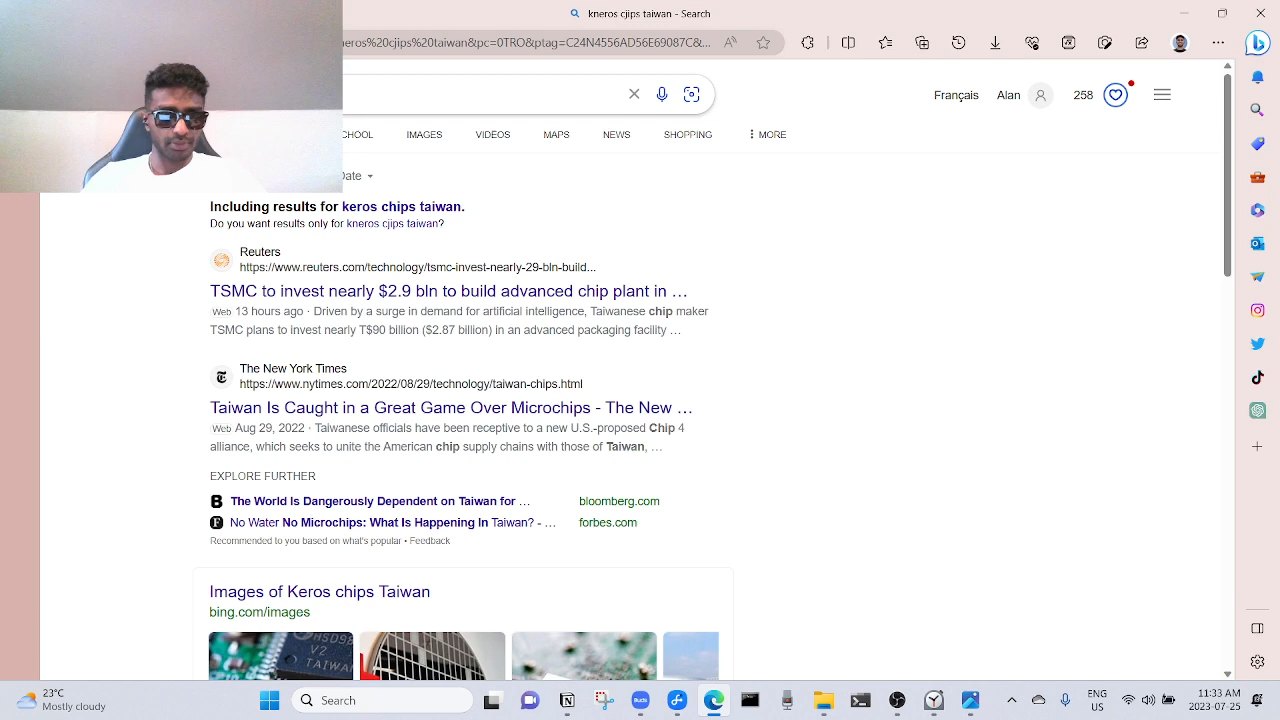 kneros cjips taiwan - Search
eros%20cjips%20taiwan&pc=0TRO&ptom=C24N4556AD56E69087C8...
Français
Alan
258
CHOOL
IMAGES
VIDEOS
MAPS
NEWS
SHOPPING
MORE
Date
Including results for keros chips taiwan.
Do you want results only for kneros cjips taiwan?
Reuters
https://www.reuters.com/technology/tsmc-invest-nearly-29-bln-build...
TSMC to invest nearly $2.9 bln to build advanced chip plant in …
Web 13 hours ago · Driven by a surge in demand for artificial intelligence, Taiwanese chip maker
TSMC plans to invest nearly T$90 billion ($2.87 billion) in an advanced packaging facility …
The New York Times
https://www.nytimes.com/2022/08/29/technology/taiwan-chips.html
Taiwan Is Caught in a Great Game Over Microchips - The New …
Web Aug 29, 2022 · Taiwanese officials have been receptive to a new U.S.-proposed Chip 4
alliance, which seeks to unite the American chip supply chains with those of Taiwan, …
EXPLORE FURTHER
B The World Is Dangerously Dependent on Taiwan for … bloomberg.com
F No Water No Microchips: What Is Happening In Taiwan? - … forbes.com
Recommended to you based on what's popular • Feedback
Images of Keros chips Taiwan
bing.com/images
V2
TAIWAN
23°C
Mostly cloudy
Search
Buds
ENG
US
11:33 AM
2023-07-25